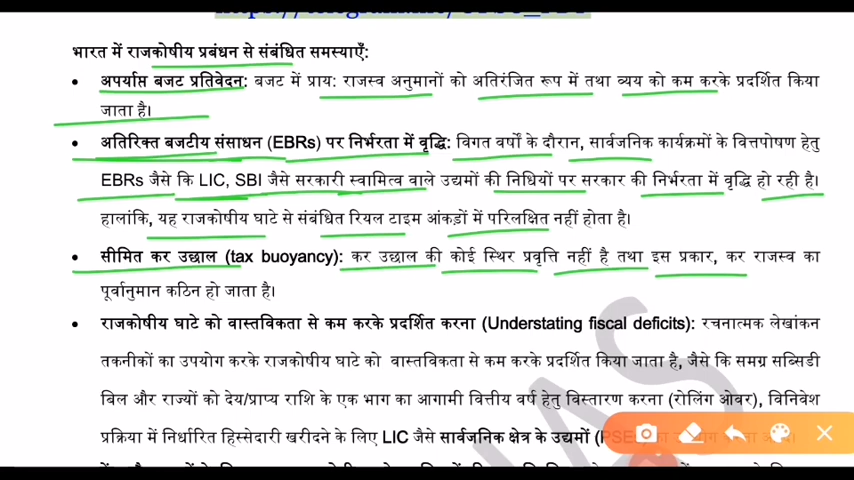 भारत में राजकोषीय प्रबंधन से संबंधित समस्याएँ:
• अपर्याप्त बजट प्रतिवेदन: बजट में प्राय: राजस्व अनुमानों को अतिरंजित रूप में तथा व्यय को कम करके प्रदर्शित किया
जाता है।
• अतिरिक्त बजटीय संसाधन (EBRs) पर निर्भरता में वृद्धि: विगत वर्षों के दौरान, सार्वजनिक कार्यक्रमों के वित्तपोषण हेतु
EBRs जैसे कि LIC, SBI जैसे सरकारी स्वामित्व वाले उद्यमों की निधियों पर सरकार की निर्भरता में वृद्धि हो रही है।
हालांकि, यह राजकोषीय घाटे से संबंधित रियल टाइम आंकड़ों में परिलक्षित नहीं होता है।
• सीमित कर उछाल (tax buoyancy): कर उछाल की कोई स्थिर प्रवृत्ति नहीं है तथा इस प्रकार, कर राजस्व का
पूर्वानुमान कठिन हो जाता है।
• राजकोषीय घाटे को वास्तविकता से कम करके प्रदर्शित करना (Understating fiscal deficits): रचनात्मक लेखांकन
तकनीकों का उपयोग करके राजकोषीय घाटे को वास्तविकता से कम करके प्रदर्शित किया जाता है, जैसे कि समग्र सब्सिडी
बिल और राज्यों को देय/प्राप्य राशि के एक भाग का आगामी वित्तीय वर्ष हेतु विस्तारण करना (रोलिंग ओवर), विनिवेश
प्रक्रिया में निर्धारित हिस्सेदारी खरीदने के लिए LIC जैसे सार्वजनिक क्षेत्र के उद्यमों (PSEs)